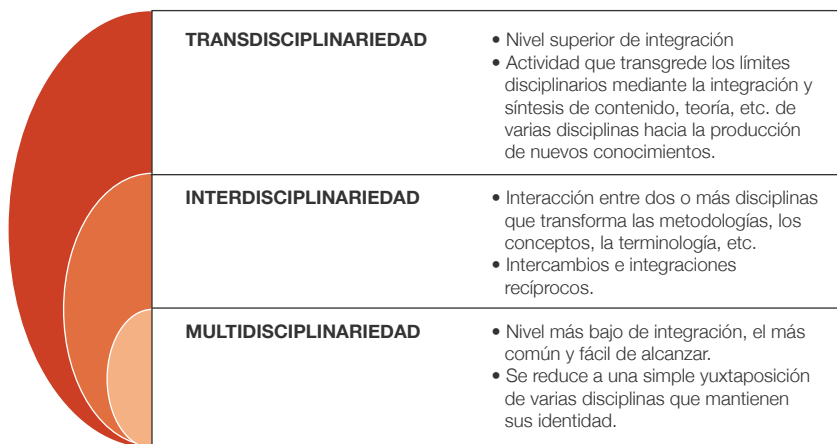 TRANSDISCIPLINARIEDAD
• Nivel superior de integración
• Actividad que transgrede los límites
disciplinarios mediante la integración y
síntesis de contenido, teoría, etc. de
varias disciplinas hacia la producción
de nuevos conocimientos.
INTERDISCIPLINARIEDAD
• Interacción entre dos o más disciplinas
que transforma las metodologías, los
conceptos, la terminología, etc.
• Intercambios e integraciones
recíprocos.
MULTIDISCIPLINARIEDAD
• Nivel más bajo de integración, el más
común y fácil de alcanzar.
• Se reduce a una simple yuxtaposición
de varias disciplinas que mantienen
sus identidad.